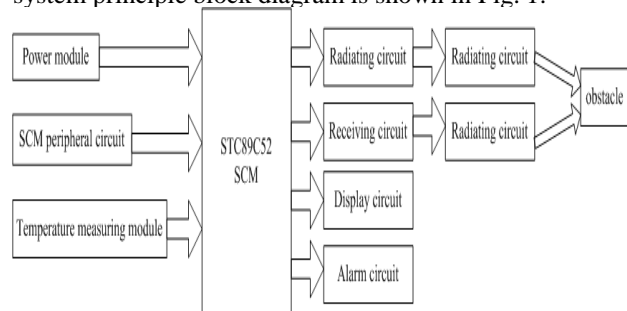 system principle block diagram is shown in Fig. 1.
Power module
SCM peripheral circuit
Temperature measuring module
STC89C52
SCM
Radiating circuit
Radiating circuit
Receiving circuit
Radiating circuit
Display circuit
Alarm circuit
obstacle